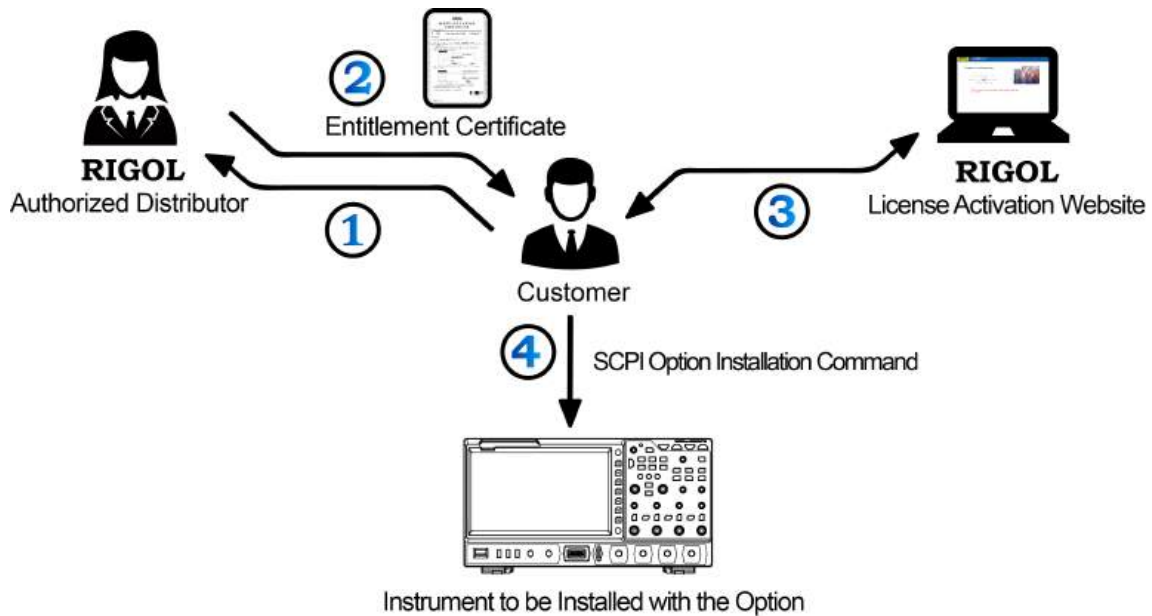 ②
Entitlement Certificate
RIGOL
Authorized Distributor
①
Customer
③
RIGOL
License Activation Website
④
SCPI Option Installation Command
Instrument to be Installed with the Option